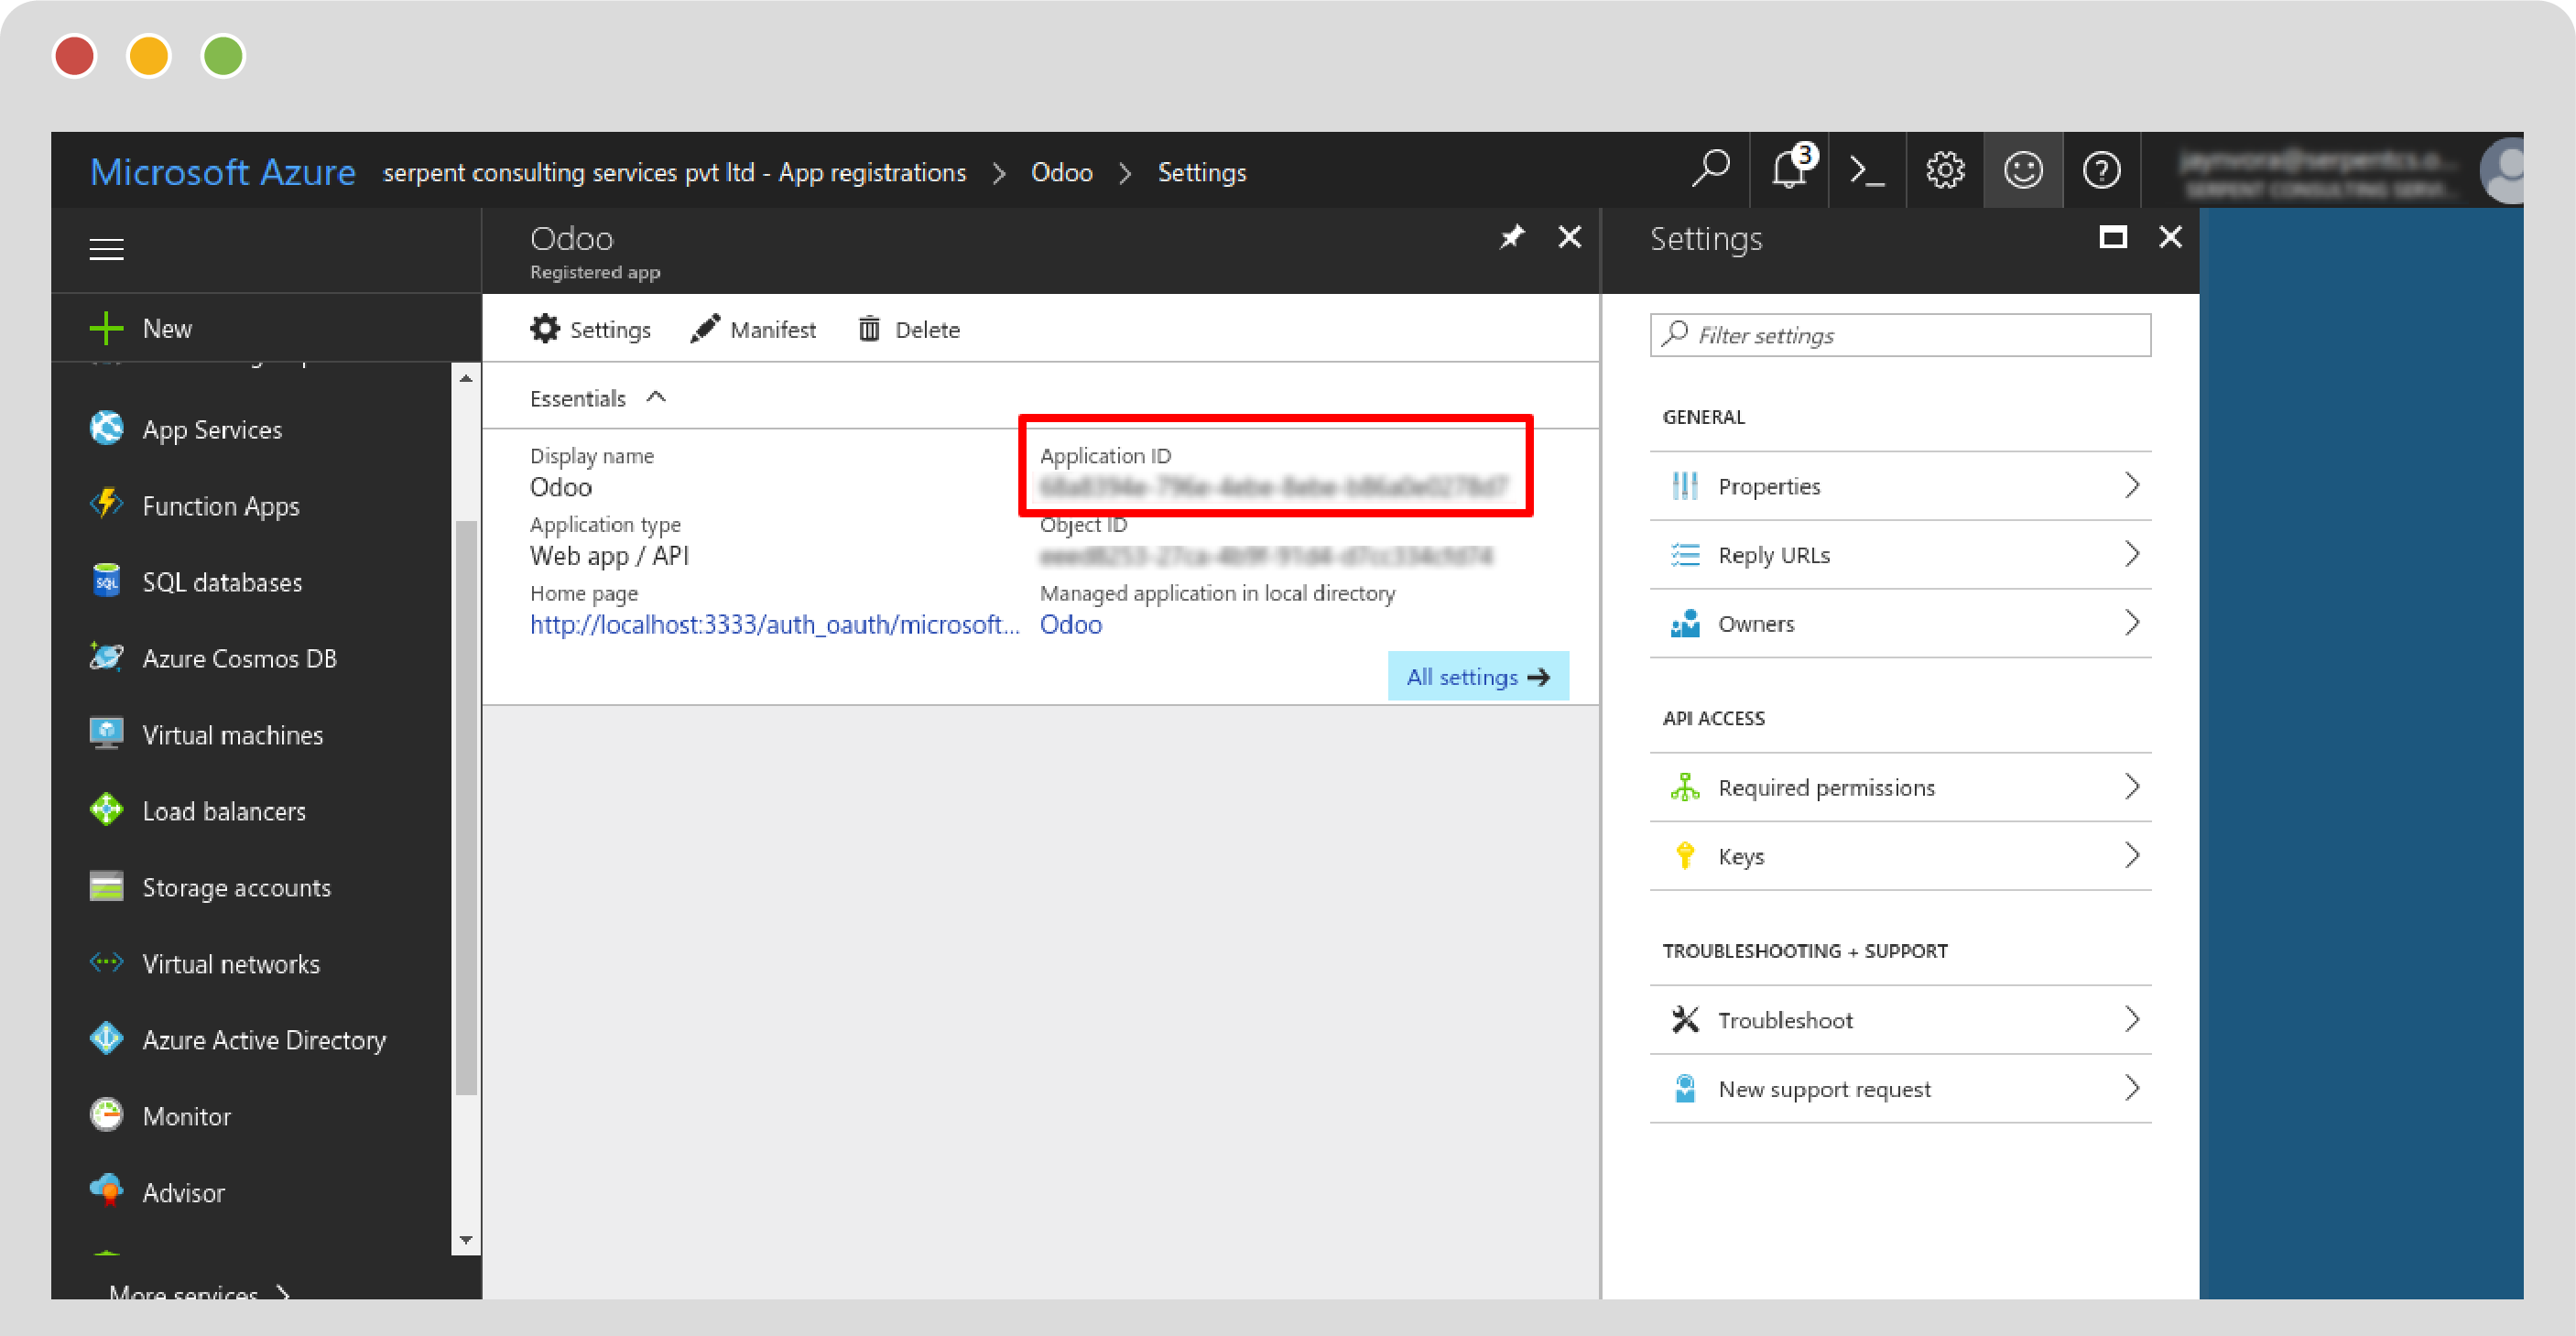 Microsoft Azure serpent consulting services pvt ltd - App registrations > Odoo > Settings
3
New
App Services
Function Apps
SQL databases
Azure Cosmos DB
Virtual machines
Load balancers
Storage accounts
Virtual networks
Azure Active Directory
Monitor
Advisor
More services >
Odoo
Registered app
Settings Manifest Delete
Essentials
Display name
Odoo
Application type
Web app / API
Home page
http://localhost:3333/auth_oauth/microsoft...
Application ID
Object ID
Managed application in local directory
Odoo
All settings →
Settings
Filter settings
GENERAL
Properties
Reply URLs
Owners
API ACCESS
Required permissions
Keys
TROUBLESHOOTING + SUPPORT
Troubleshoot
New support request